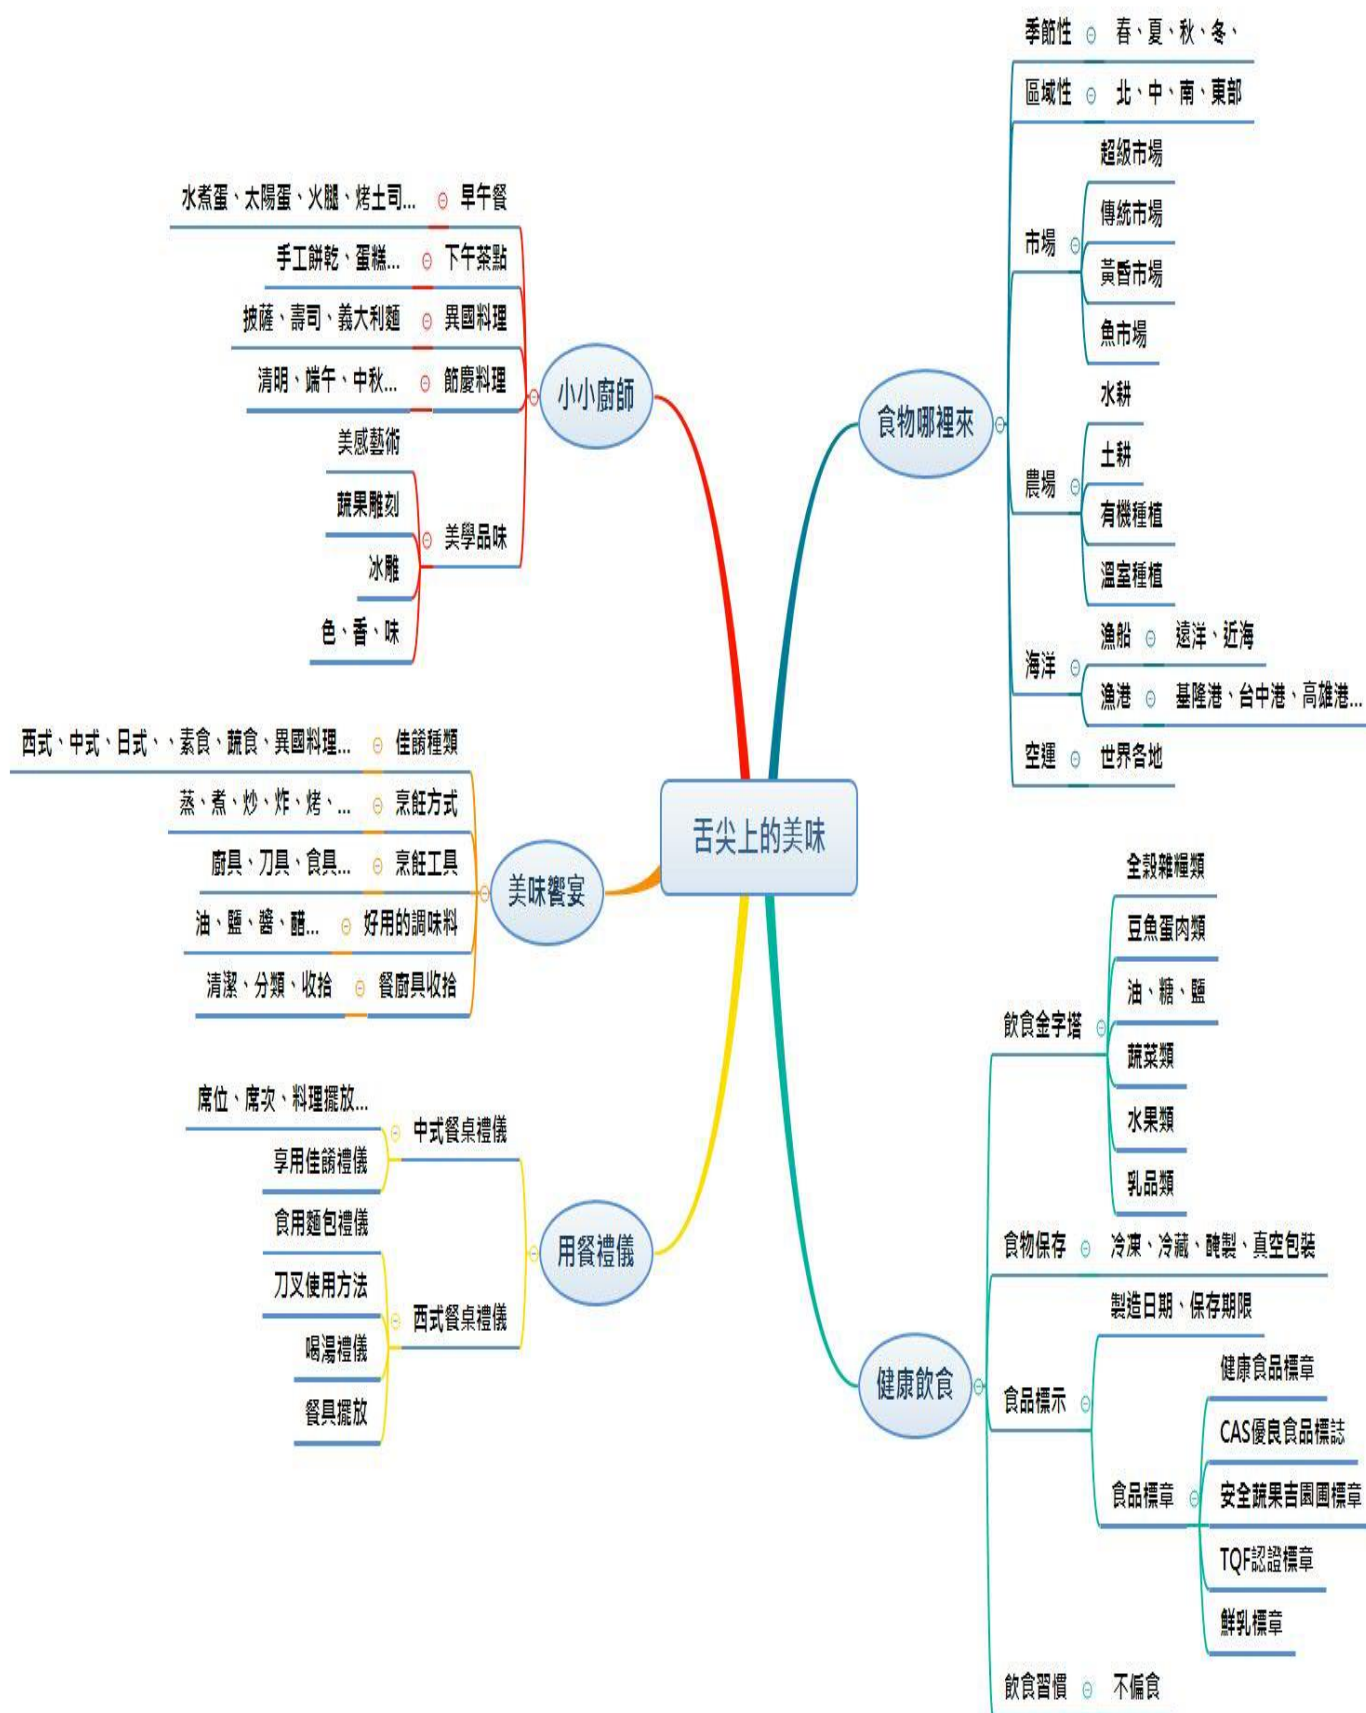 舌尖上的美味
食物哪裡來
季節性 春、夏、秋、冬、
區域性 北、中、南、東部
市場
超級市場
傳統市場
黃昏市場
魚市場
農場
水耕
土耕
有機種植
溫室種植
海洋
漁船 遠洋、近海
漁港 基隆港、台中港、高雄港...
空運 世界各地
健康飲食
飲食金字塔
全穀雜糧類
豆魚蛋肉類
油、糖、鹽
蔬菜類
水果類
乳品類
食物保存 冷凍、冷藏、醃製、真空包裝
食品標示
製造日期、保存期限
食品標章
健康食品標章
CAS優良食品標誌
安全蔬果吉園圃標章
TQF認證標章
鮮乳標章
飲食習慣 不偏食
小小廚師
水煮蛋、太陽蛋、火腿、烤土司... 早午餐
手工餅乾、蛋糕... 下午茶點
披薩、壽司、義大利麵 異國料理
清明、端午、中秋... 節慶料理
美學品味
美感藝術
蔬果雕刻
冰雕
色、香、味
美味饗宴
西式、中式、日式、、素食、蔬食、異國料理... 佳餚種類
蒸、煮、炒、炸、烤、... 烹飪方式
廚具、刀具、食具... 烹飪工具
油、鹽、醬、醋... 好用的調味料
清潔、分類、收拾 餐廚具收拾
用餐禮儀
中式餐桌禮儀
席位、席次、料理擺放...
享用佳餚禮儀
西式餐桌禮儀
食用麵包禮儀
刀叉使用方法
喝湯禮儀
餐具擺放